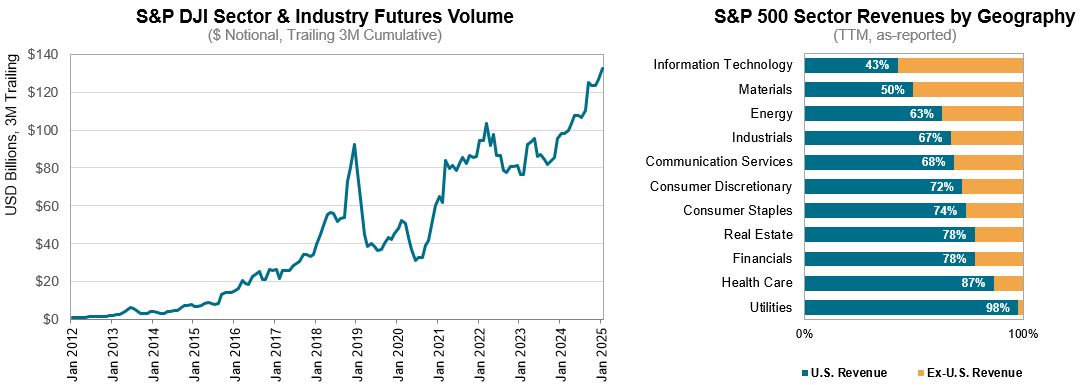 S&P DJI Sector & Industry Futures Volume
($ Notional, Trailing 3M Cumulative)
USD Billions, 3M Trailing
$140
$120
$100
$80
$60
$40
$20
$0
Jan 2012
Jan 2013
Jan 2014
Jan 2015
Jan 2016
Jan 2017
Jan 2018
Jan 2019
Jan 2020
Jan 2021
Jan 2022
Jan 2023
Jan 2024
Jan 2025
S&P 500 Sector Revenues by Geography
(TTM, as-reported)
Information Technology 43%
Materials 50%
Energy 63%
Industrials 67%
Communication Services 68%
Consumer Discretionary 72%
Consumer Staples 74%
Real Estate 78%
Financials 78%
Health Care 87%
Utilities 98%
0% 100%
U.S. Revenue Ex-U.S. Revenue